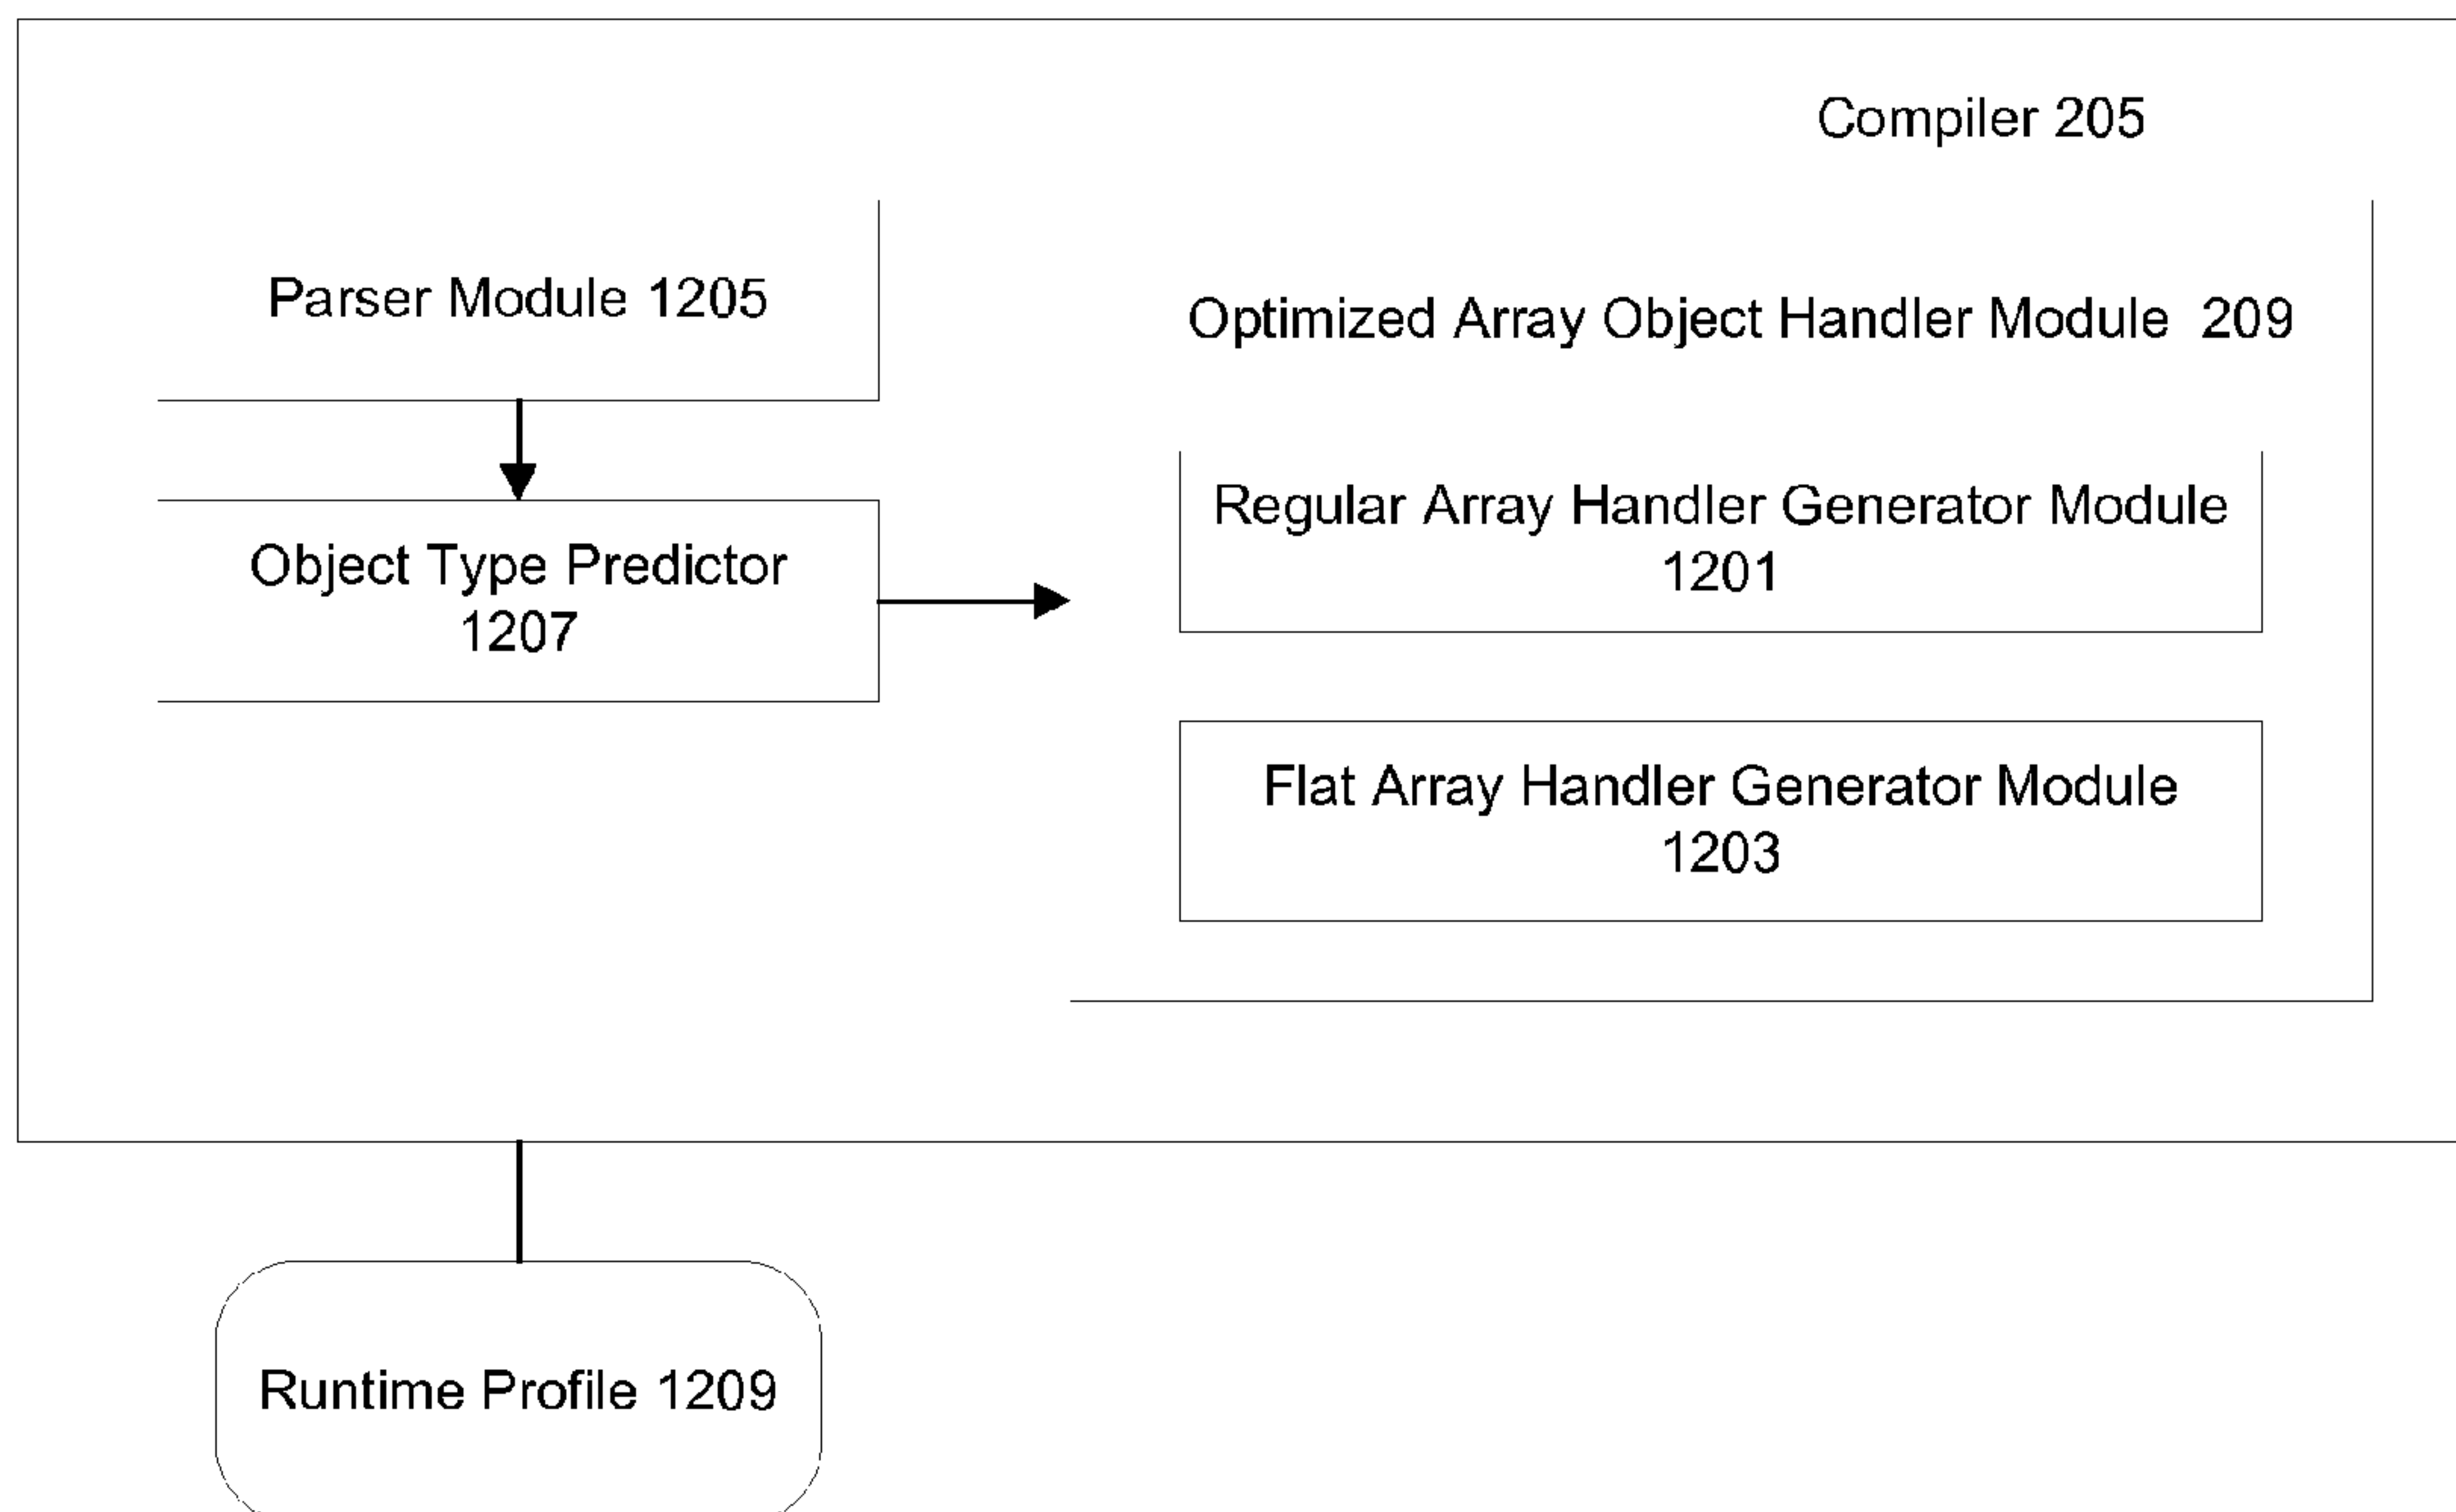 Compiler 205
Parser Module 1205
Optimized Array Object Handler Module 209
Object Type Predictor
1207
Regular Array Handler Generator Module
1201
Flat Array Handler Generator Module
1203
Runtime Profile 1209